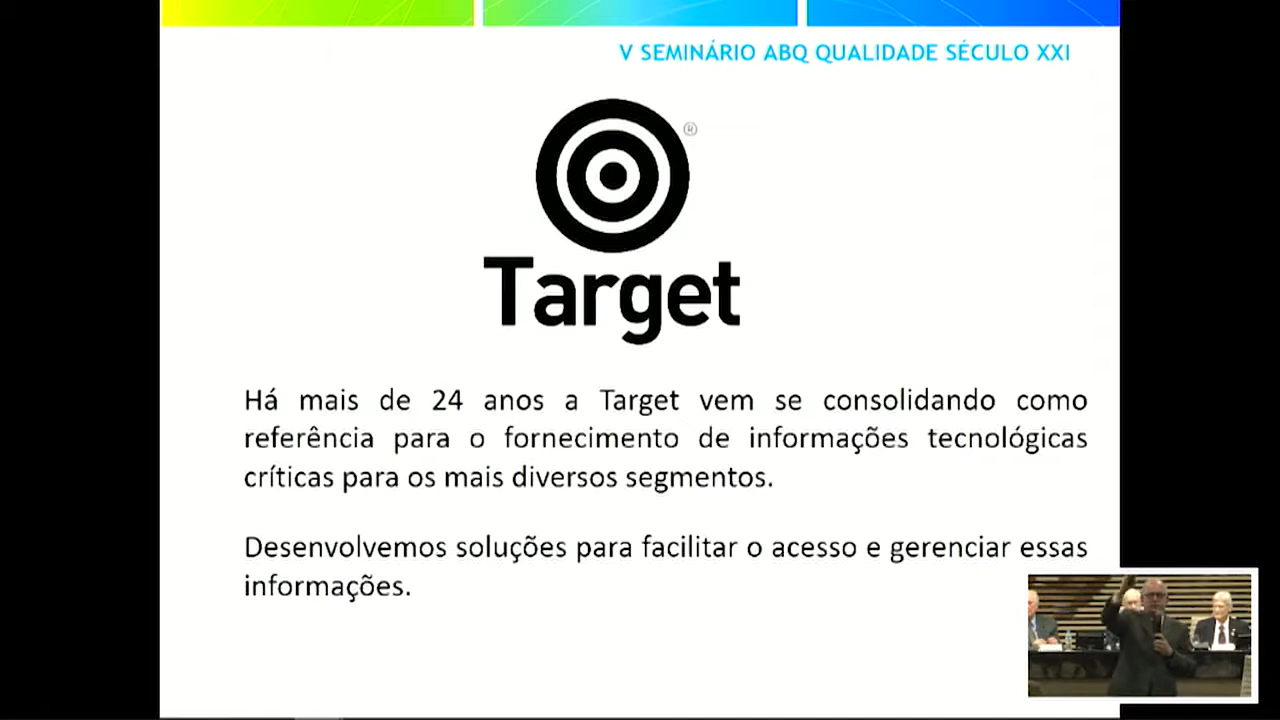 V SEMINÁRIO ABQ QUALIDADE SÉCULO XXI
®
Target
Há mais de 24 anos a Target vem se consolidando como
referência para o fornecimento de informações tecnológicas
críticas para os mais diversos segmentos.
Desenvolvemos soluções para facilitar o acesso e gerenciar essas
informações.